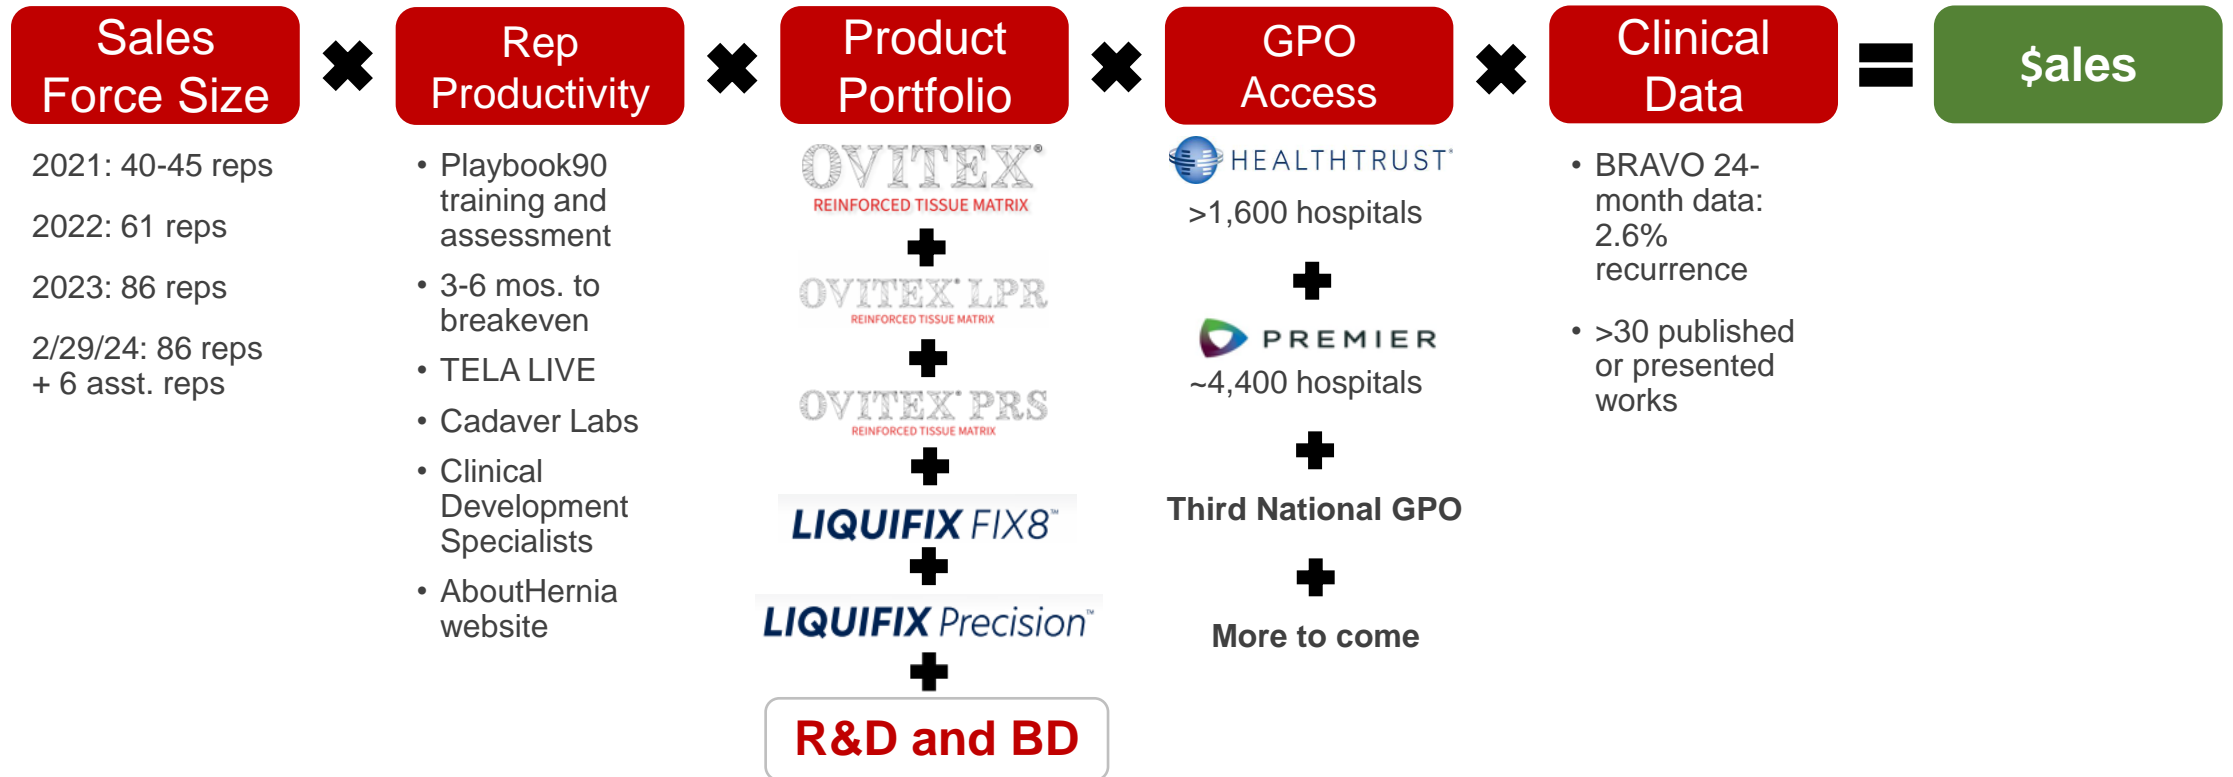 Sales
Force Size
Rep
Productivity
Product
Portfolio
GPO
Access
Clinical
Data
$ales
2021: 40-45 reps
2022: 61 reps
2023: 86 reps
2/29/24: 86 reps
+ 6 asst. reps
• Playbook90
training and
assessment
• 3-6 mos. to
breakeven
• TELA LIVE
• Cadaver Labs
• Clinical
Development
Specialists
• AboutHernia
website
OVITEX®
REINFORCED TISSUE MATRIX
OVITEX® LPR
REINFORCED TISSUE MATRIX
OVITEX® PRS
REINFORCED TISSUE MATRIX
LIQUIFIX FIX8™
LIQUIFIX Precision™
R&D and BD
HEALTHTRUST®
>1,600 hospitals
PREMIER
~4,400 hospitals
Third National GPO
More to come
• BRAVO 24-
month data:
2.6%
recurrence
• >30 published
or presented
works